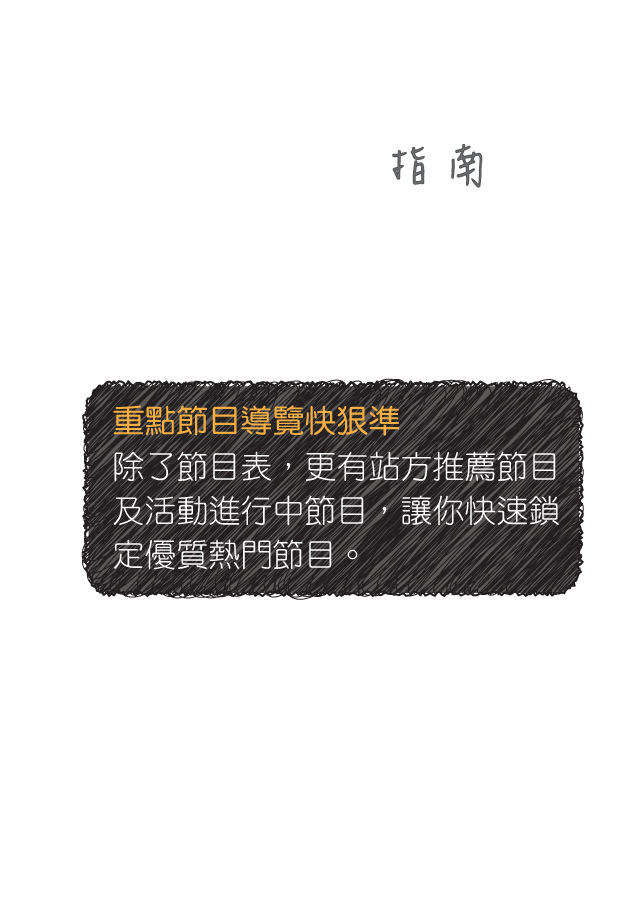 指南
重點節目導覽快狠準
除了節目表，更有站方推薦節目
及活動進行中節目，讓你快速鎖
定優質熱門節目。